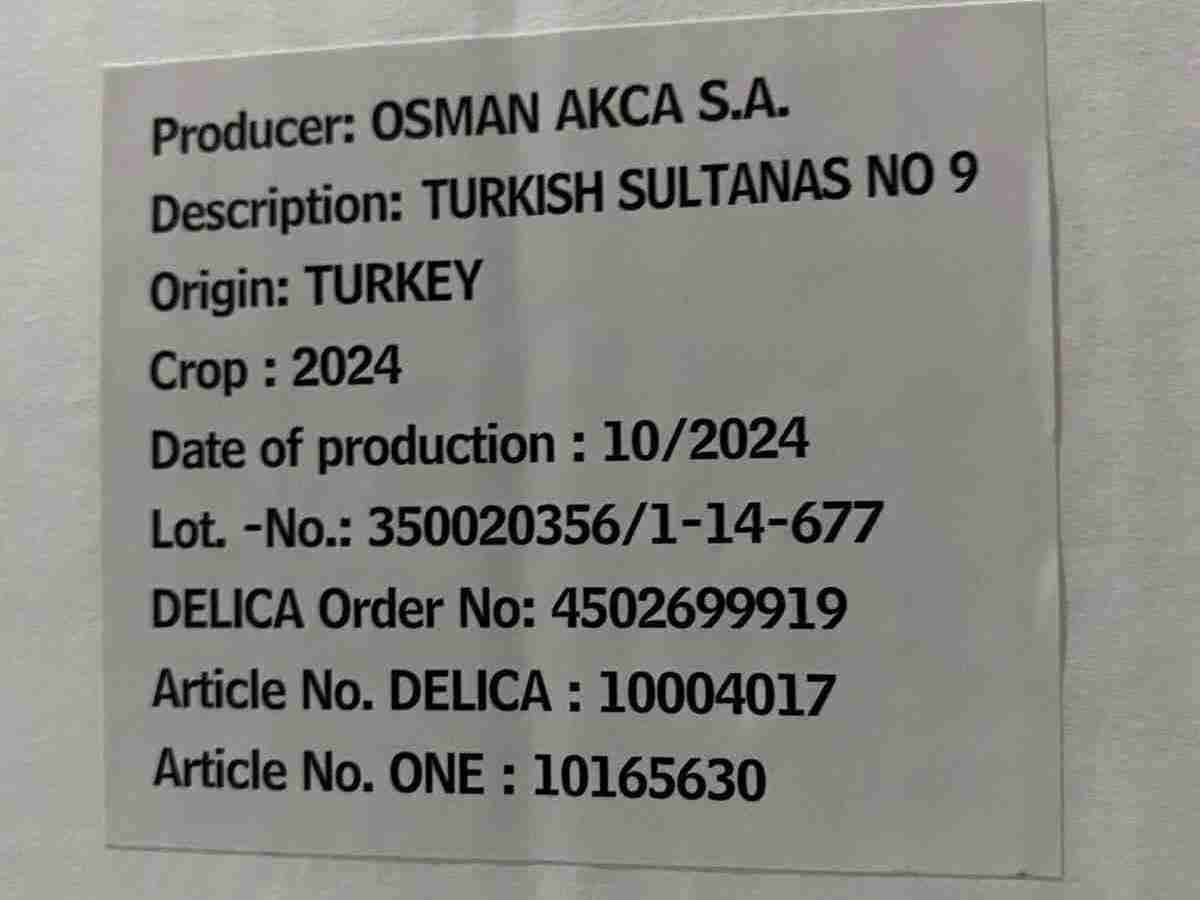 Producer: OSMAN AKCA S.A.
Description: TURKISH SULTANAS NO 9
Origin: TURKEY
Crop : 2024
Date of production : 10/2024
Lot. -No.: 350020356/1-14-677
DELICA Order No: 4502699919
Article No. DELICA : 10004017
Article No. ONE : 10165630